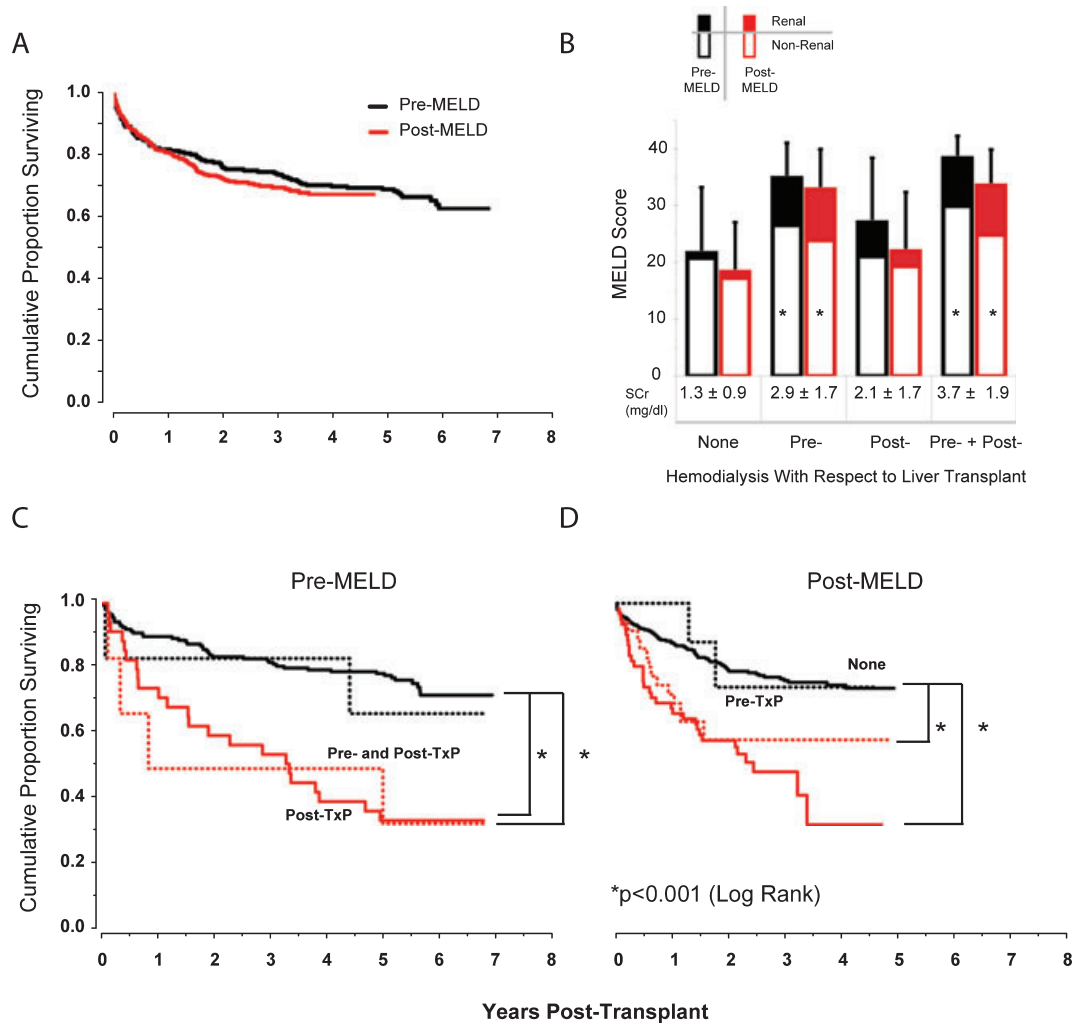 A
Cumulative Proportion Surviving
1.0
0.8
0.6
0.4
0.2
0.0
Pre-MELD
Post-MELD
0 1 2 3 4 5 6 7 8
B
Renal
Non-Renal
Pre-
MELD
Post-
MELD
MELD Score
40
30
20
10
0
* * * *
SCr
(mg/dl)
1.3 ± 0.9 2.9 ± 1.7 2.1 ± 1.7 3.7 ± 1.9
None Pre- Post- Pre- + Post-
Hemodialysis With Respect to Liver Transplant
C
Pre-MELD
Cumulative Proportion Surviving
1.0
0.8
0.6
0.4
0.2
0.0
Pre- and Post-TxP
Post-TxP
* *
0 1 2 3 4 5 6 7 8
D
Post-MELD
None
Pre-TxP
* *
*p<0.001 (Log Rank)
0 1 2 3 4 5 6 7 8
Years Post-Transplant